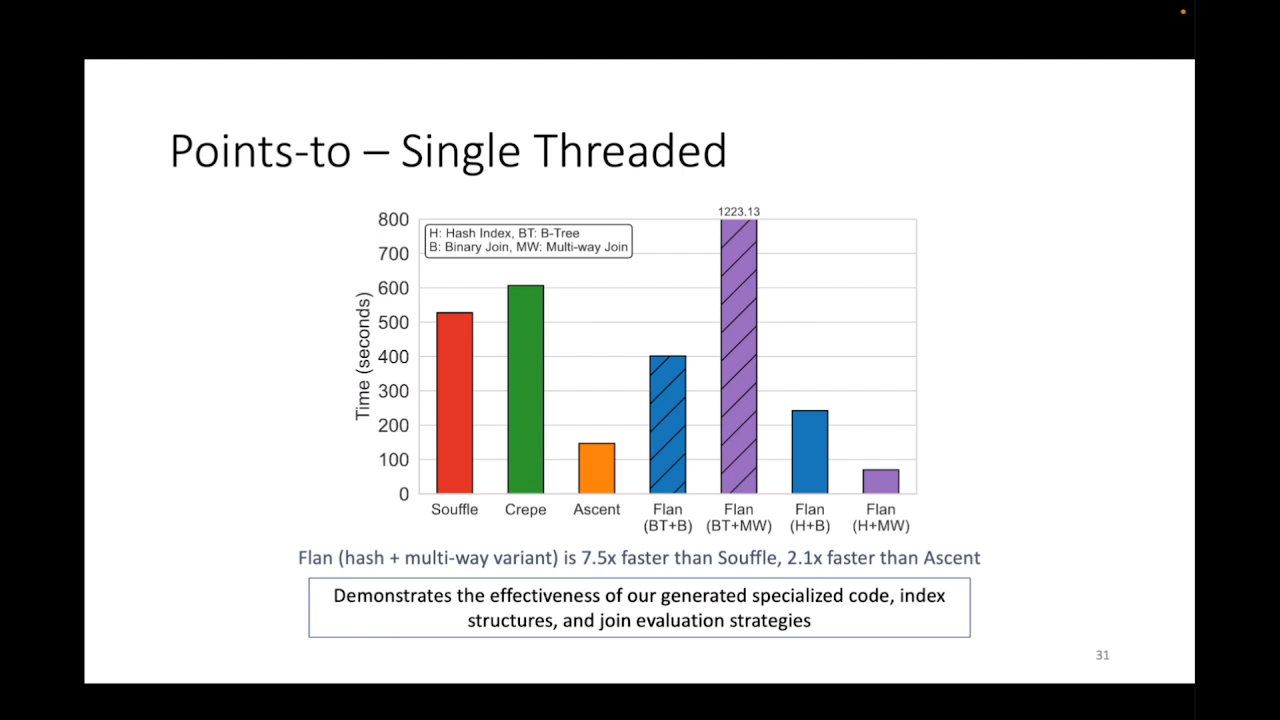 Points-to – Single Threaded
1223.13
H: Hash Index, BT: B-Tree
B: Binary Join, MW: Multi-way Join
Time (seconds)
800
700
600
500
400
300
200
100
0
Souffle
Crepe
Ascent
Flan
(BT+B)
Flan
(BT+MW)
Flan
(H+B)
Flan
(H+MW)
Flan (hash + multi-way variant) is 7.5x faster than Souffle, 2.1x faster than Ascent
Demonstrates the effectiveness of our generated specialized code, index
structures, and join evaluation strategies
31